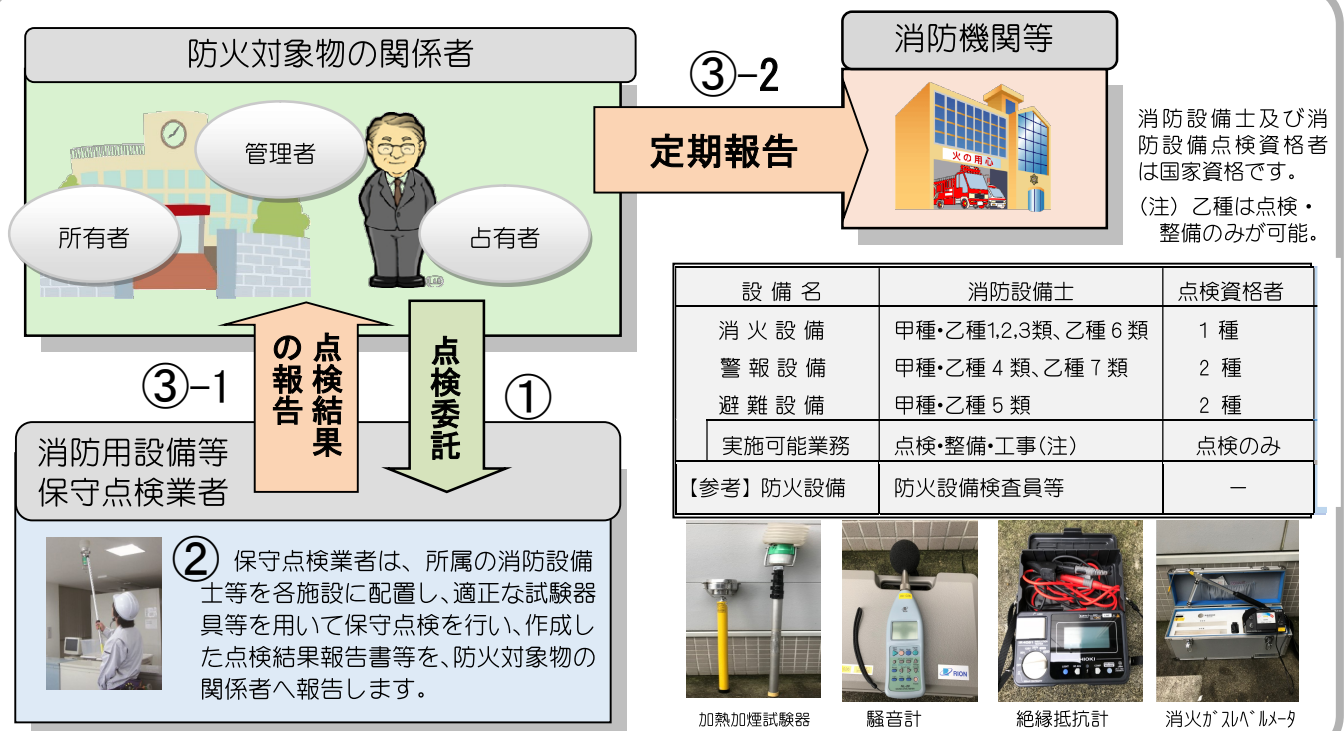 防火対象物の関係者
管理者
所有者
占有者
③-2
定期報告
消防機関等
火の用心
消防設備士及び消
防設備点検資格者
は国家資格です。
(注) 乙種は点検・
整備のみが可能。
③-1
点検結果
の報告
点検委託
①
消防用設備等
保守点検業者
② 保守点検業者は、所属の消防設備
士等を各施設に配置し、適正な試験器
具等を用いて保守点検を行い、作成し
た点検結果報告書等を、防火対象物の
関係者へ報告します。
設備名 消防設備士 点検資格者
消火設備 甲種・乙種1,2,3類、乙種6類 1種
警報設備 甲種・乙種4類、乙種7類 2種
避難設備 甲種・乙種5類 2種
実施可能業務 点検・整備・工事(注) 点検のみ
【参考】防火設備 防火設備検査員等 －
RION
HIOKI
加熱加煙試験器 騒音計 絶縁抵抗計 消火ｶﾞｽﾚﾍﾞﾙﾒｰﾀ